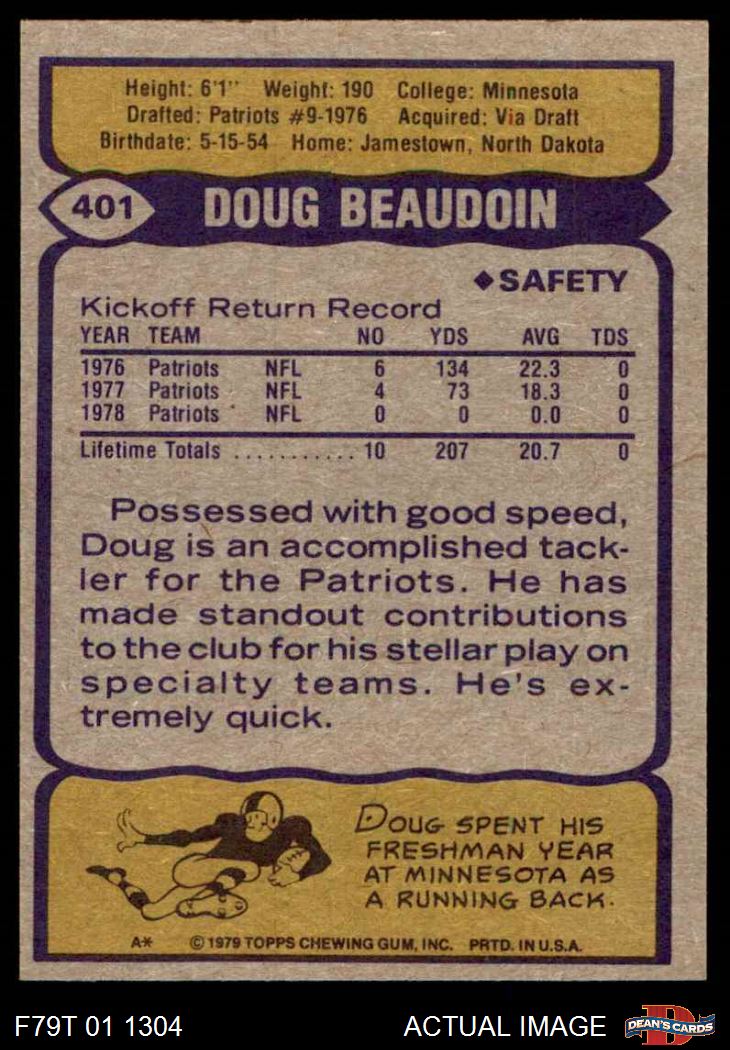 Height: 6'1" Weight: 190 College: Minnesota
Drafted: Patriots #9-1976 Acquired: Via Draft
Birthdate: 5-15-54 Home: Jamestown, North Dakota
401 DOUG BEAUDOIN
◆SAFETY
Kickoff Return Record
YEAR TEAM NO YDS AVG TDS
1976 Patriots NFL 6 134 22.3 0
1977 Patriots NFL 4 73 18.3 0
1978 Patriots NFL 0 0 0.0 0
Lifetime Totals ........... 10 207 20.7 0
Possessed with good speed,
Doug is an accomplished tack-
ler for the Patriots. He has
made standout contributions
to the club for his stellar play on
specialty teams. He's ex-
tremely quick.
DOUG SPENT HIS
FRESHMAN YEAR
AT MINNESOTA AS
A RUNNING BACK.
A* © 1979 TOPPS CHEWING GUM, INC. PRTD. IN U.S.A.
F79T 01 1304 ACTUAL IMAGE D DEAN'S CARDS